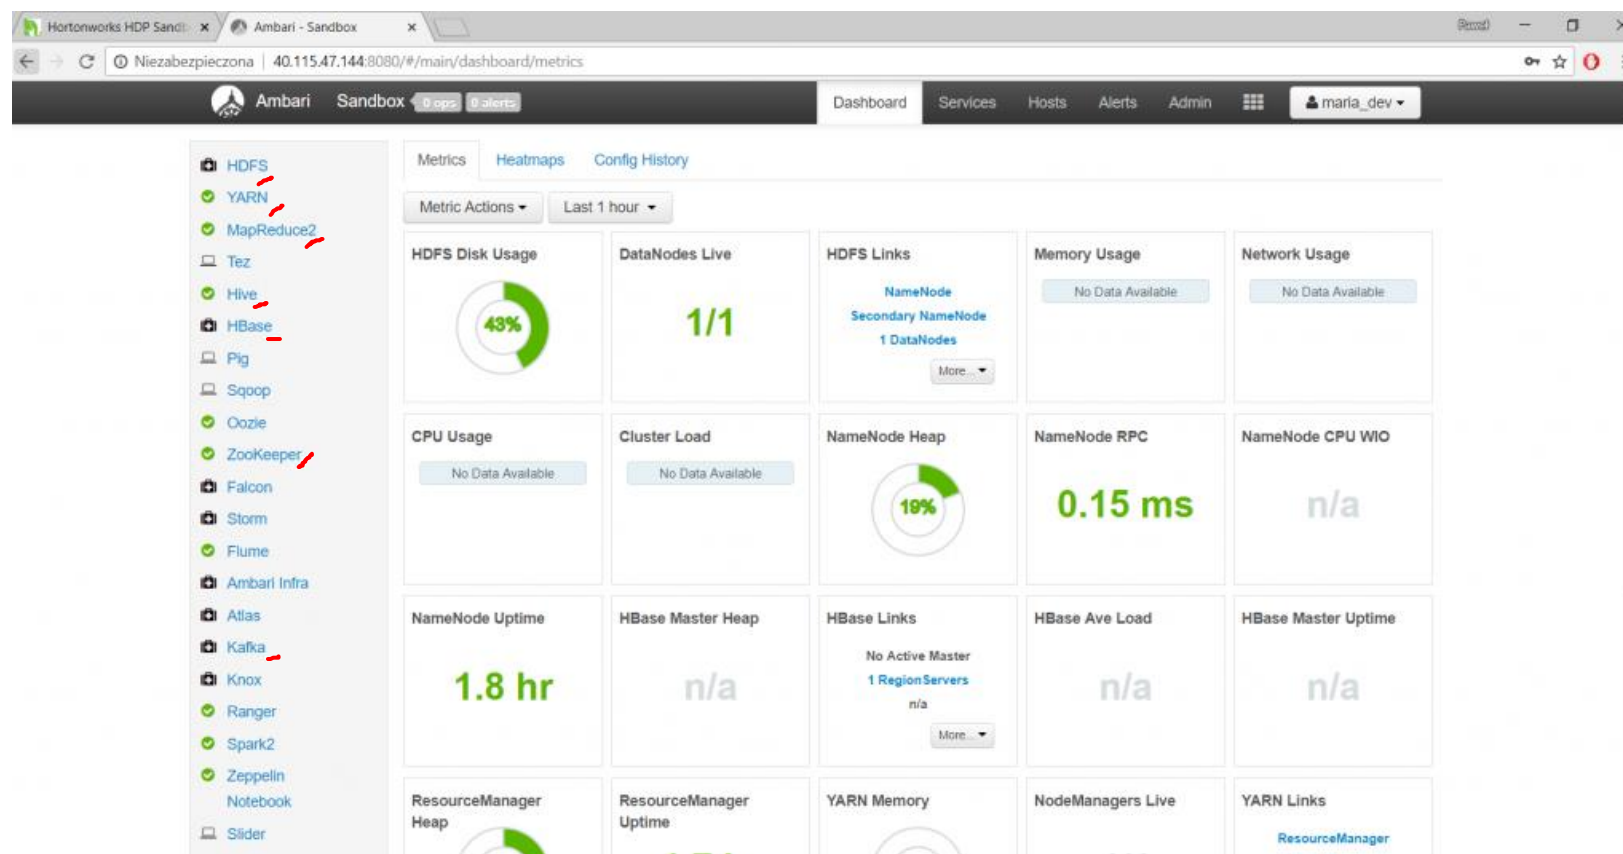 Hortonworks HDP Sandb
Ambari - Sandbox
Niezabezpieczona | 40.115.47.144:8080/#/main/dashboard/metrics
Ambari Sandbox 0 ops 0 alerts Dashboard Services Hosts Alerts Admin maria_dev
HDFS
YARN
MapReduce2
Tez
Hive
HBase
Pig
Sqoop
Oozie
ZooKeeper
Falcon
Storm
Flume
Ambari Infra
Atlas
Kafka
Knox
Ranger
Spark2
Zeppelin
Notebook
Slider
Metrics Heatmaps Config History
Metric Actions Last 1 hour
HDFS Disk Usage
43%
DataNodes Live
1/1
HDFS Links
NameNode
Secondary NameNode
1 DataNodes
More...
Memory Usage
No Data Available
Network Usage
No Data Available
CPU Usage
No Data Available
Cluster Load
No Data Available
NameNode Heap
19%
NameNode RPC
0.15 ms
NameNode CPU WIO
n/a
NameNode Uptime
1.8 hr
HBase Master Heap
n/a
HBase Links
No Active Master
1 RegionServers
n/a
More...
HBase Ave Load
n/a
HBase Master Uptime
n/a
ResourceManager
Heap
ResourceManager
Uptime
YARN Memory
NodeManagers Live
YARN Links
ResourceManager